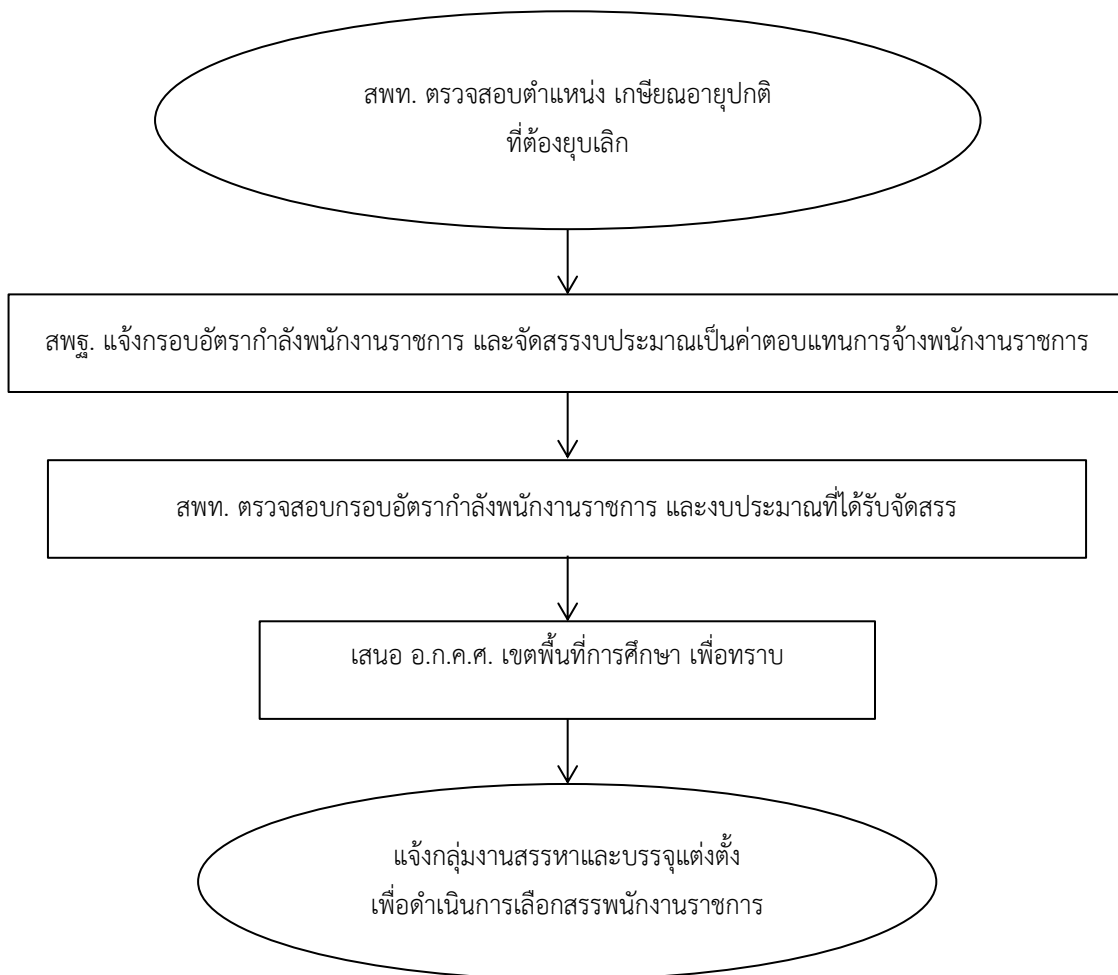 สพท. ตรวจสอบตำแหน่ง เกษียณอายุปกติ
ที่ต้องยุบเลิก
สพฐ. แจ้งกรอบอัตรากำลังพนักงานราชการ และจัดสรรงบประมาณเป็นค่าตอบแทนการจ้างพนักงานราชการ
สพท. ตรวจสอบกรอบอัตรากำลังพนักงานราชการ และงบประมาณที่ได้รับจัดสรร
เสนอ อ.ก.ค.ศ. เขตพื้นที่การศึกษา เพื่อทราบ
แจ้งกลุ่มงานสรรหาและบรรจุแต่งตั้ง
เพื่อดำเนินการเลือกสรรพนักงานราชการ